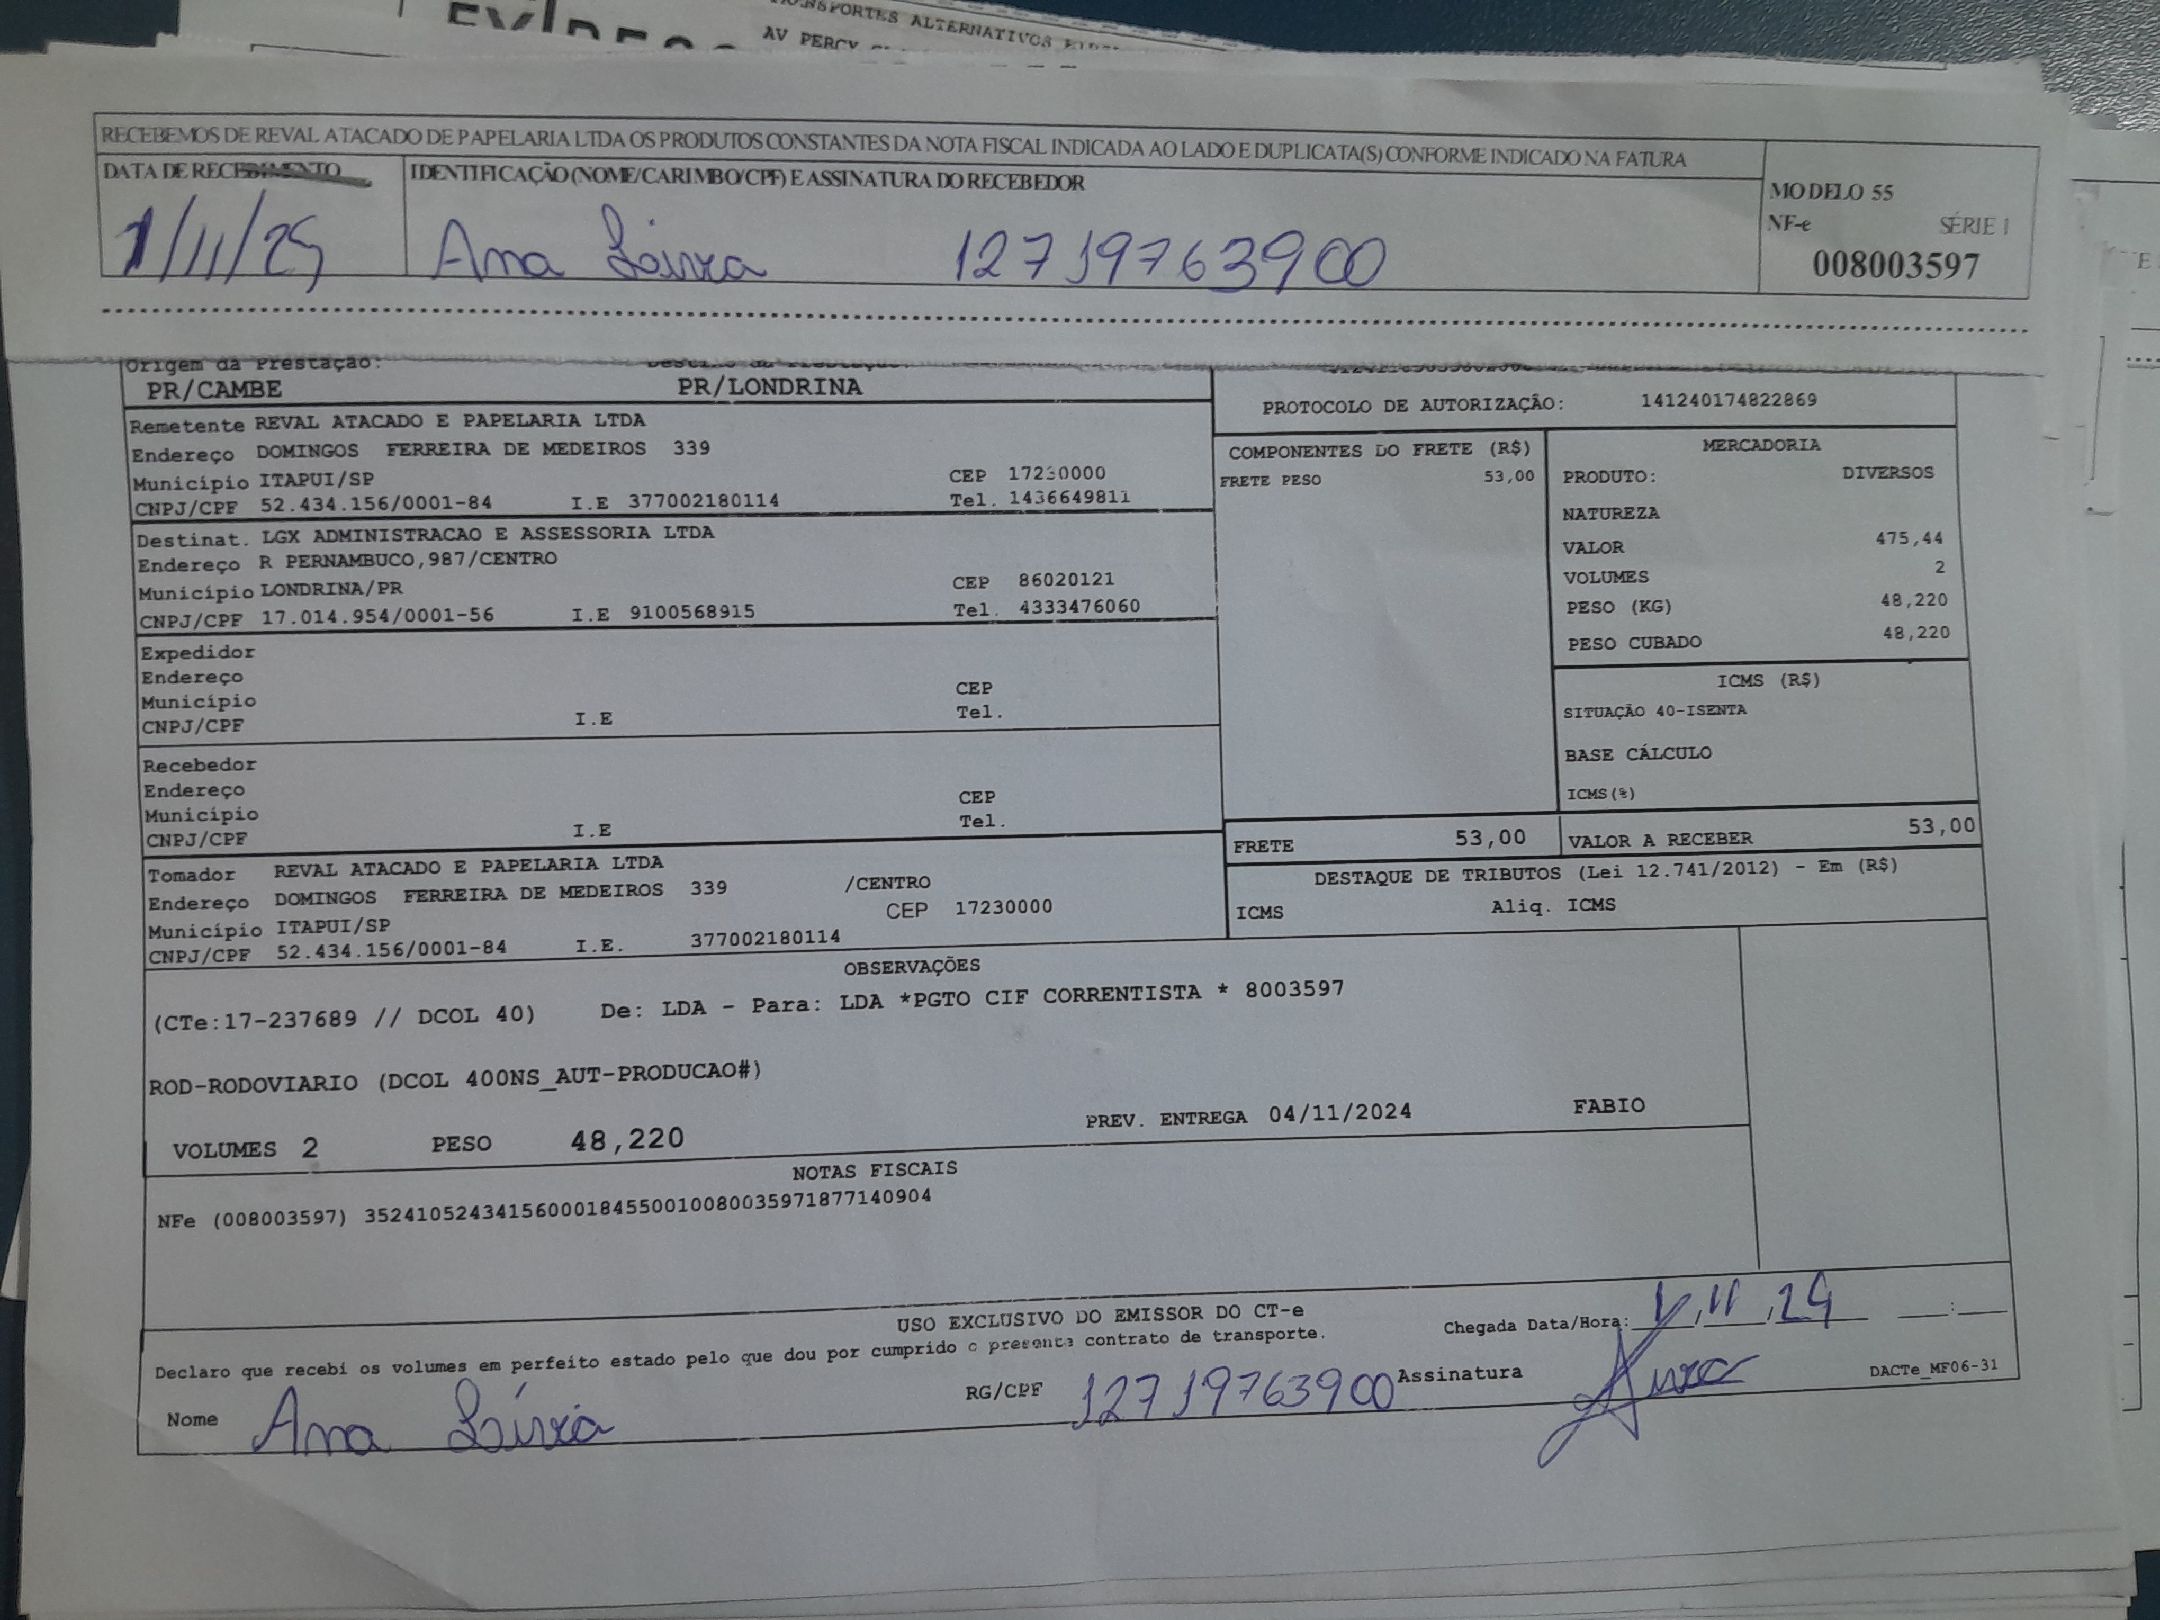 TRANSPORTES ALTERNATIVOS
AV PERCY
RECEBEMOS DE REVAL ATACADO DE PAPELARIA LTDA OS PRODUTOS CONSTANTES DA NOTA FISCAL INDICADA AO LADO E DUPLICATA(S) CONFORME INDICADO NA FATURA
DATA DE RECEBIMENTO IDENTIFICAÇÃO (NOME/CARIMBO/CPF) E ASSINATURA DO RECEBEDOR
MODELO 55
NF-e SÉRIE 1
008003597
1/11/25 Ana Lívia 12719763900
Origem da Prestação:
PR/CAMBE PR/LONDRINA
PROTOCOLO DE AUTORIZAÇÃO: 141240174822869
Remetente REVAL ATACADO E PAPELARIA LTDA
Endereço DOMINGOS FERREIRA DE MEDEIROS 339
Município ITAPUI/SP CEP 17230000
CNPJ/CPF 52.434.156/0001-84 I.E 377002180114 Tel. 1436649811
Destinat. LGX ADMINISTRACAO E ASSESSORIA LTDA
Endereço R PERNAMBUCO,987/CENTRO
Município LONDRINA/PR CEP 86020121
CNPJ/CPF 17.014.954/0001-56 I.E 9100568915 Tel. 4333476060
Expedidor
Endereço
Município CEP
CNPJ/CPF I.E Tel.
Recebedor
Endereço
Município CEP
CNPJ/CPF I.E Tel.
Tomador REVAL ATACADO E PAPELARIA LTDA
Endereço DOMINGOS FERREIRA DE MEDEIROS 339 /CENTRO
Município ITAPUI/SP CEP 17230000
CNPJ/CPF 52.434.156/0001-84 I.E. 377002180114
COMPONENTES DO FRETE (R$)
FRETE PESO 53,00
MERCADORIA
PRODUTO: DIVERSOS
NATUREZA
VALOR 475,44
VOLUMES 2
PESO (KG) 48,220
PESO CUBADO 48,220
ICMS (R$)
SITUAÇÃO 40-ISENTA
BASE CÁLCULO
ICMS(%)
FRETE 53,00 VALOR A RECEBER 53,00
DESTAQUE DE TRIBUTOS (Lei 12.741/2012) - Em (R$)
ICMS Aliq. ICMS
OBSERVAÇÕES
(CTe:17-237689 // DCOL 40) De: LDA - Para: LDA *PGTO CIF CORRENTISTA * 8003597
ROD-RODOVIARIO (DCOL 400NS_AUT-PRODUCAO#)
VOLUMES 2 PESO 48,220 PREV. ENTREGA 04/11/2024 FABIO
NOTAS FISCAIS
NFe (008003597) 35241052434156000184550010080035971877140904
USO EXCLUSIVO DO EMISSOR DO CT-e
Declaro que recebi os volumes em perfeito estado pelo que dou por cumprido o presente contrato de transporte.
Chegada Data/Hora: 1,11,24 :
Nome Ana Lívia RG/CPF 12719763900 Assinatura
DACTe_MF06-31